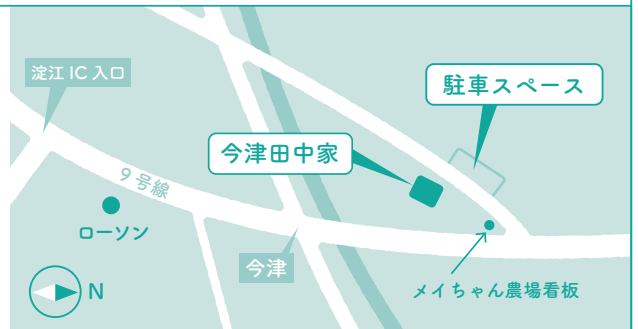 淀江 IC 入口
駐車スペース
今津田中家
9号線
ローソン
今津
メイちゃん農場看板
N